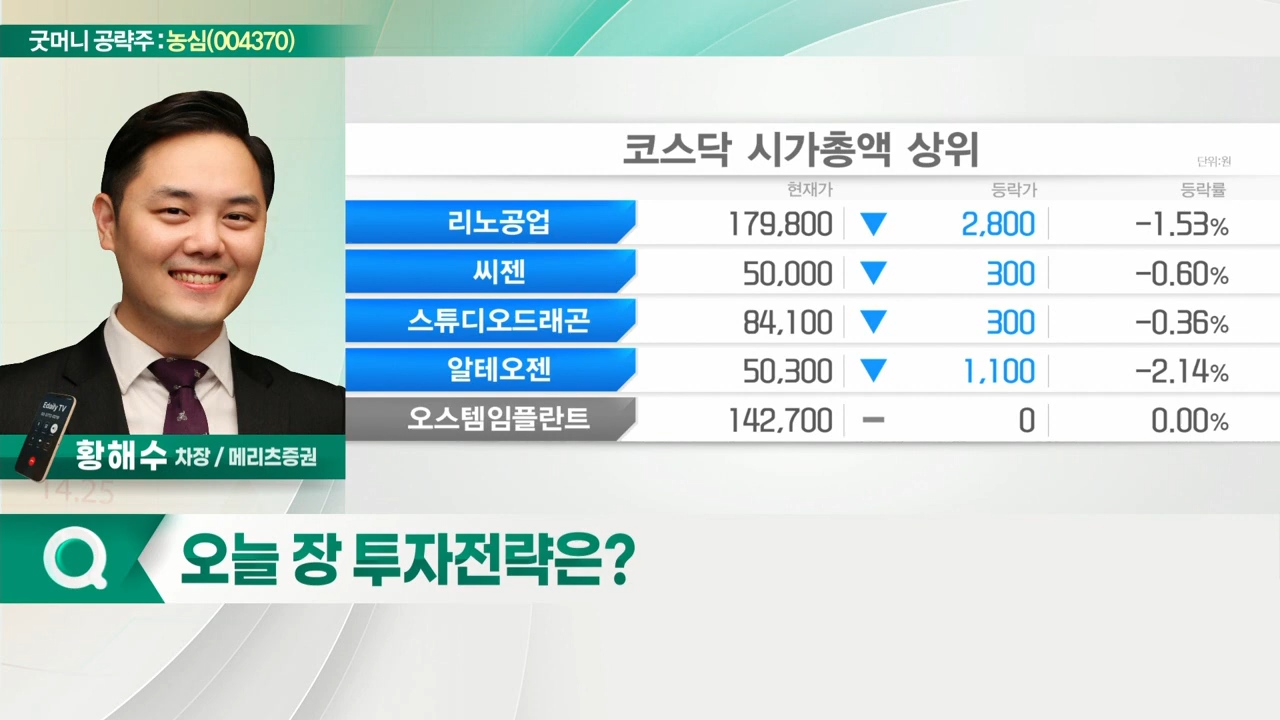 굿머니 공략주 : 농심(004370)
코스닥 시가총액 상위
단위:원
현재가 등락가 등락률
리노공업 179,800 ▼ 2,800 -1.53%
씨젠 50,000 ▼ 300 -0.60%
스튜디오드래곤 84,100 ▼ 300 -0.36%
알테오젠 50,300 ▼ 1,100 -2.14%
오스템임플란트 142,700 - 0 0.00%
Edaily TV
황해수 차장 / 메리츠증권
14.25
Q 오늘 장 투자전략은?